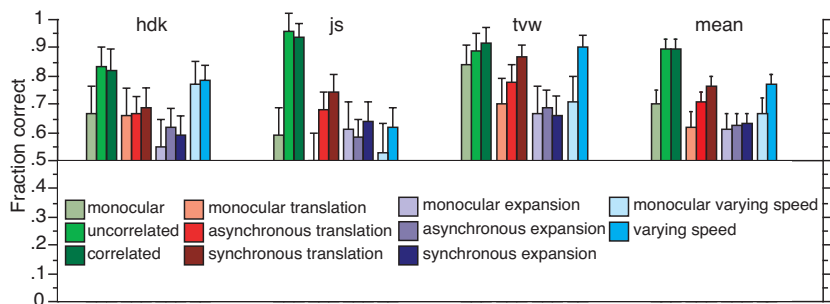 hdk js tvw mean
Fraction correct
1
.9
.8
.7
.6
.5
.4
.3
.2
.1
0
monocular monocular translation monocular expansion monocular varying speed
uncorrelated asynchronous translation asynchronous expansion varying speed
correlated synchronous translation synchronous expansion